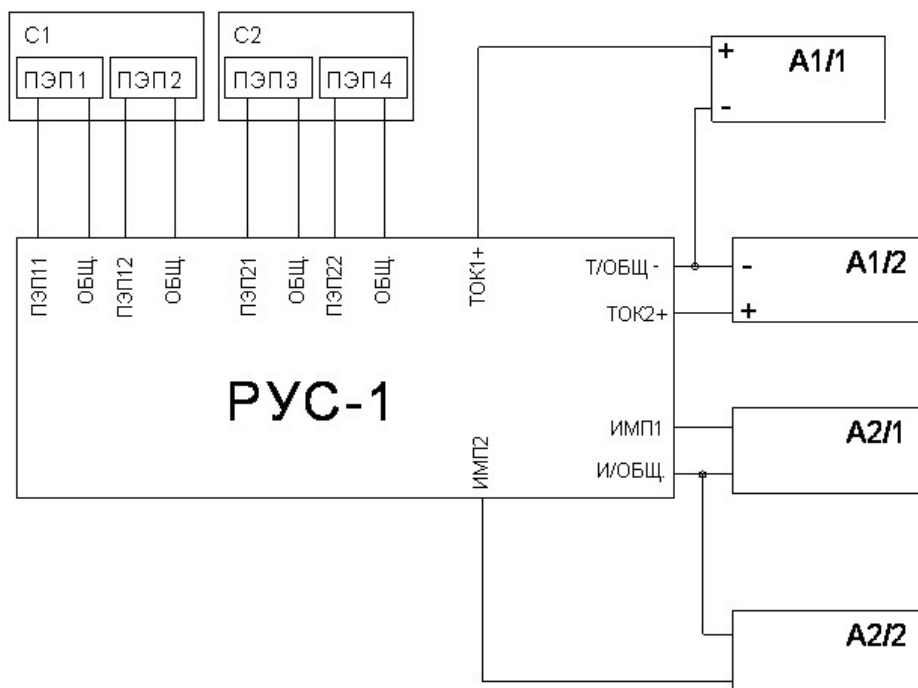 С1
ПЭП1
ПЭП2
С2
ПЭП3
ПЭП4
+
-
А1/1
ПЭП11
ОБЩ.
ПЭП12
ОБЩ.
ПЭП21
ОБЩ.
ПЭП22
ОБЩ.
ТОК1+
Т/ОБЩ -
-
А1/2
ТОК2+
+
РУС-1
ИМП1
А2/1
И/ОБЩ.
ИМП2
А2/2